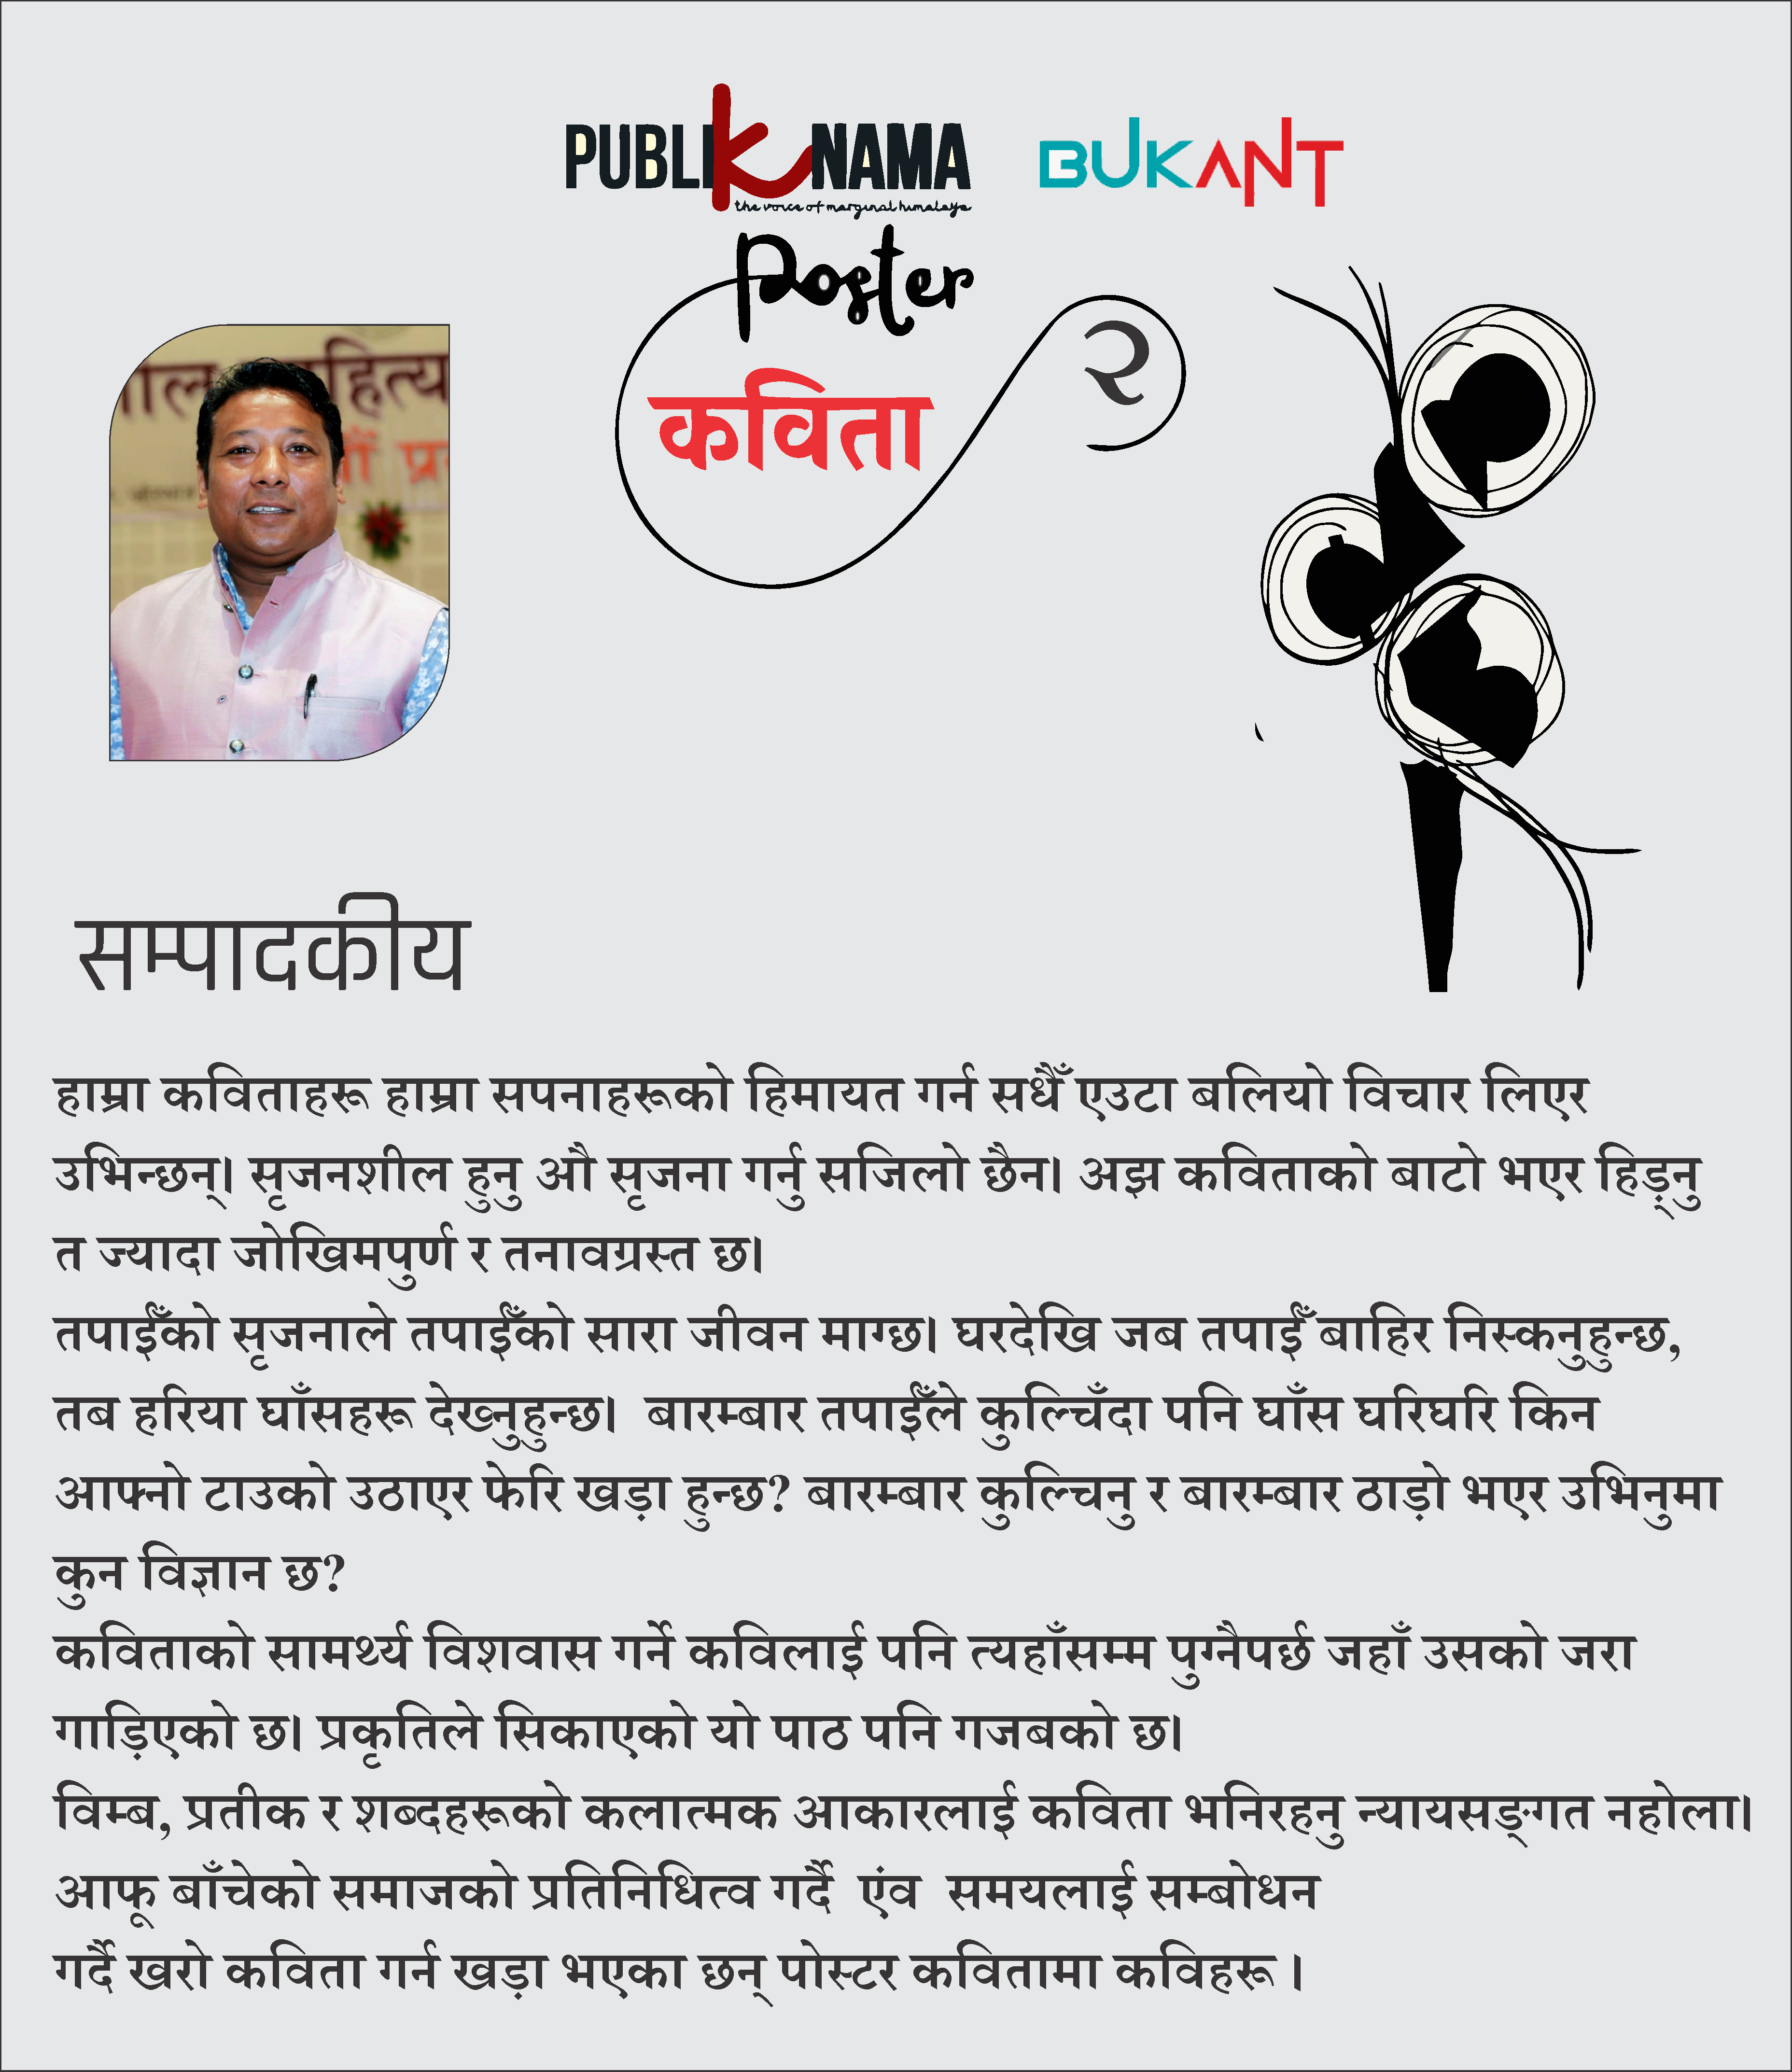 PUBLIKNAMA
the voice of marginal himalaya
BUKANT
Poster
कविता
२
साहित्य
सम्पादकीय
हाम्रा कविताहरू हाम्रा सपनाहरूको हिमायत गर्न सधैँ एउटा बलियो विचार लिएर
उभिन्छन्। सृजनशील हुनु औ सृजना गर्नु सजिलो छैन। अझ कविताको बाटो भएर हिड़्नु
त ज्यादा जोखिमपुर्ण र तनावग्रस्त छ।
तपाईँको सृजनाले तपाईँको सारा जीवन माग्छ। घरदेखि जब तपाईँ बाहिर निस्कनुहुन्छ,
तब हरिया घाँसहरू देख्नुहुन्छ। बारम्बार तपाईँले कुल्चिँदा पनि घाँस घरिघरि किन
आफ्नो टाउको उठाएर फेरि खड़ा हुन्छ? बारम्बार कुल्चिनु र बारम्बार ठाड़ो भएर उभिनुमा
कुन विज्ञान छ?
कविताको सामर्थ्य विशवास गर्ने कविलाई पनि त्यहाँसम्म पुग्नैपर्छ जहाँ उसको जरा
गाड़िएको छ। प्रकृतिले सिकाएको यो पाठ पनि गजबको छ।
विम्ब, प्रतीक र शब्दहरूको कलात्मक आकारलाई कविता भनिरहनु न्यायसङ्गत नहोला।
आफू बाँचेको समाजको प्रतिनिधित्व गर्दै एंव समयलाई सम्बोधन
गर्दै खरो कविता गर्न खड़ा भएका छन् पोस्टर कवितामा कविहरू ।